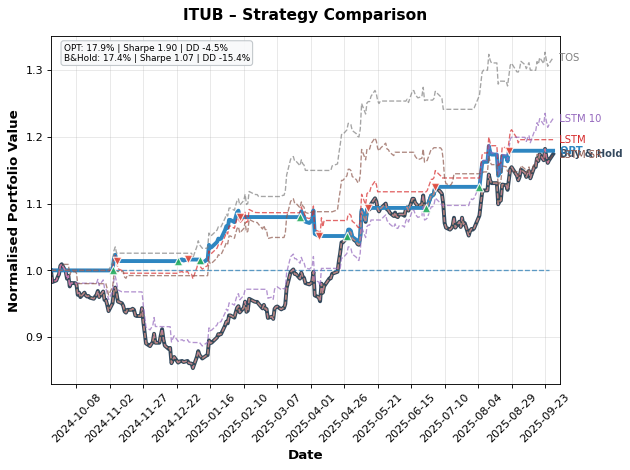 ITUB – Strategy Comparison
OPT: 17.9% | Sharpe 1.90 | DD -4.5%
B&Hold: 17.4% | Sharpe 1.07 | DD -15.4%
Normalised Portfolio Value
1.3
1.2
1.1
1.0
0.9
TOS
LSTM 10
LSTM
OPT
Buy & Hold
2024-10-08
2024-11-02
2024-11-27
2024-12-22
2025-01-16
2025-02-10
2025-03-07
2025-04-01
2025-04-26
2025-05-21
2025-06-15
2025-07-10
2025-08-04
2025-08-29
2025-09-23
Date